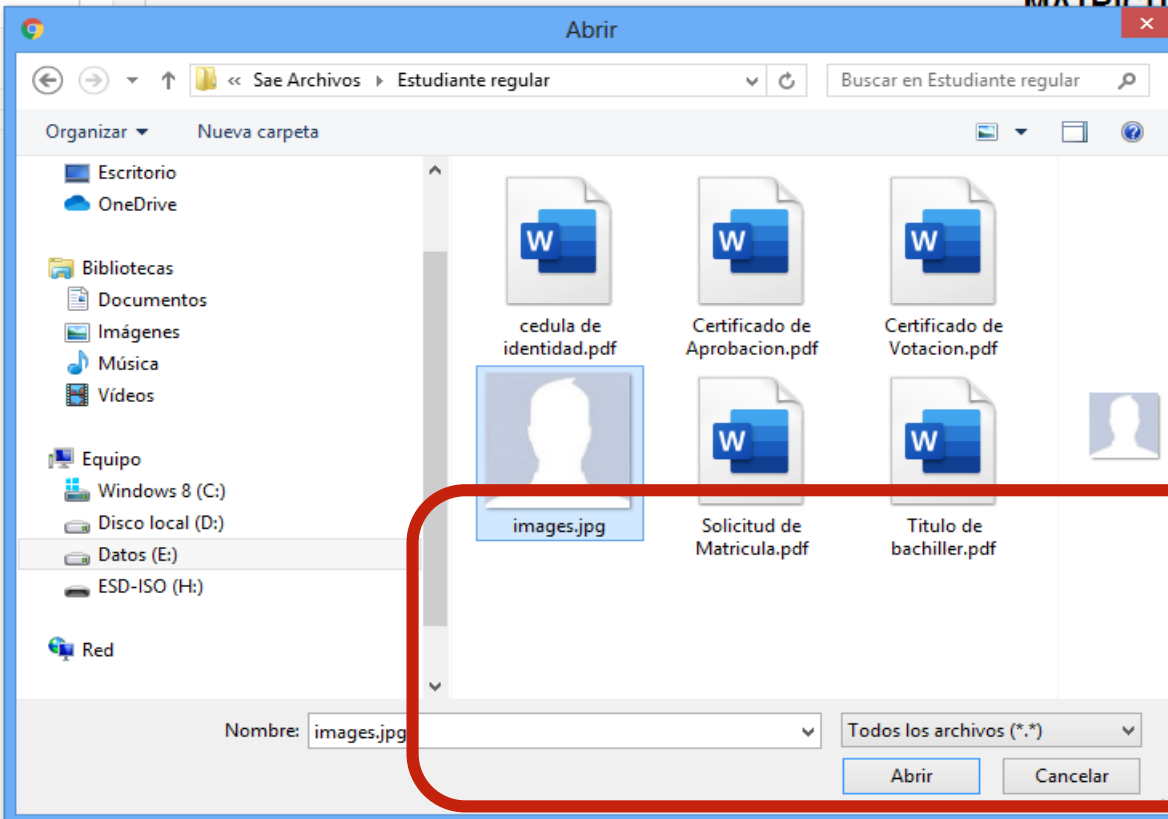 MATRICU
Abrir
« Sae Archivos Estudiante regular
Buscar en Estudiante regular
Organizar
Nueva carpeta
Escritorio
OneDrive
Bibliotecas
Documentos
Imágenes
Música
Vídeos
Equipo
Windows 8 (C:)
Disco local (D:)
Datos (E:)
ESD-ISO (H:)
Red
W
W
W
cedula de
identidad.pdf
Certificado de
Aprobacion.pdf
Certificado de
Votacion.pdf
images.jpg
W
W
Solicitud de
Matricula.pdf
Titulo de
bachiller.pdf
Nombre: images.jpg
Todos los archivos (*.*)
Abrir
Cancelar